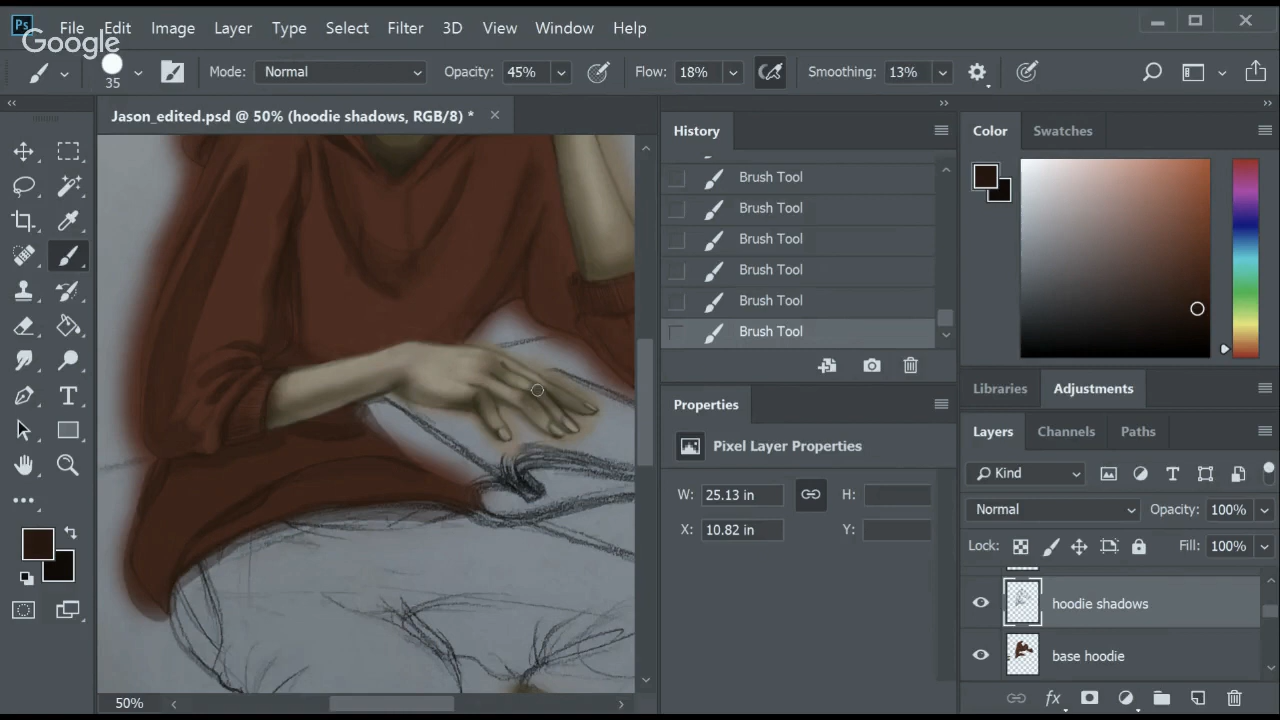 Ps File Edit Image Layer Type Select Filter 3D View Window Help
Google
35 Mode: Normal Opacity: 45% Flow: 18% Smoothing: 13%
Jason_edited.psd @ 50% (hoodie shadows, RGB/8) *
History
Brush Tool
Brush Tool
Brush Tool
Brush Tool
Brush Tool
Brush Tool
Properties
Pixel Layer Properties
W: 25.13 in H:
X: 10.82 in Y:
Color Swatches
Libraries Adjustments
Layers Channels Paths
Kind
Normal Opacity: 100%
Lock: Fill: 100%
hoodie shadows
base hoodie
fx
50%